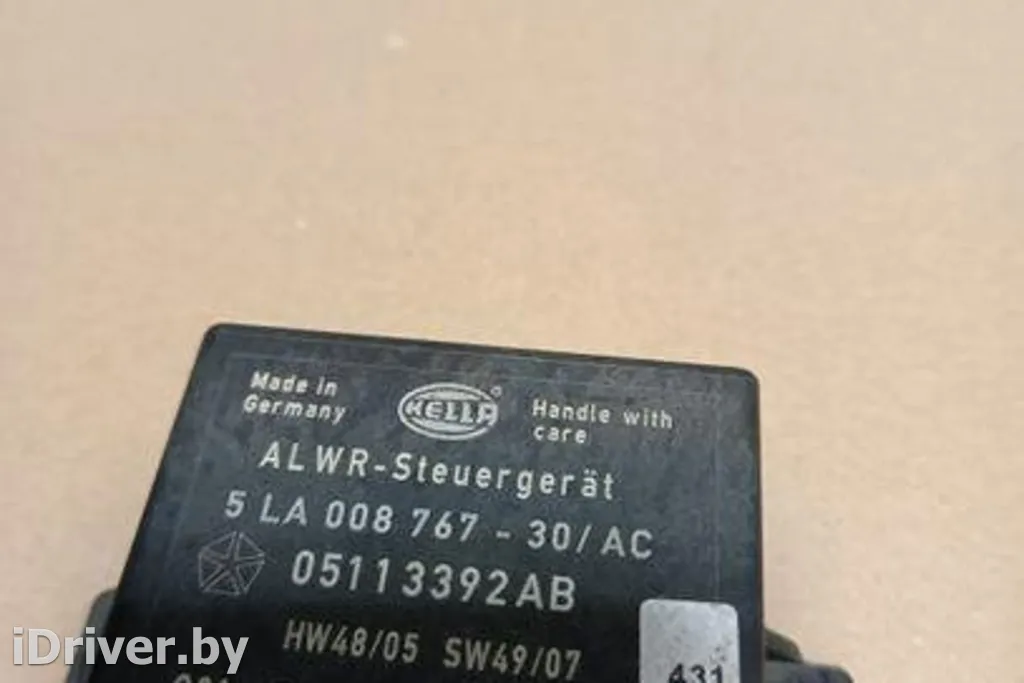 Made in
Germany
HELLA
Handle with
care
ALWR-Steuergerät
5 LA 008 767 - 30/AC
05113392AB
HW48/05 SW49/07
431
iDriver.by